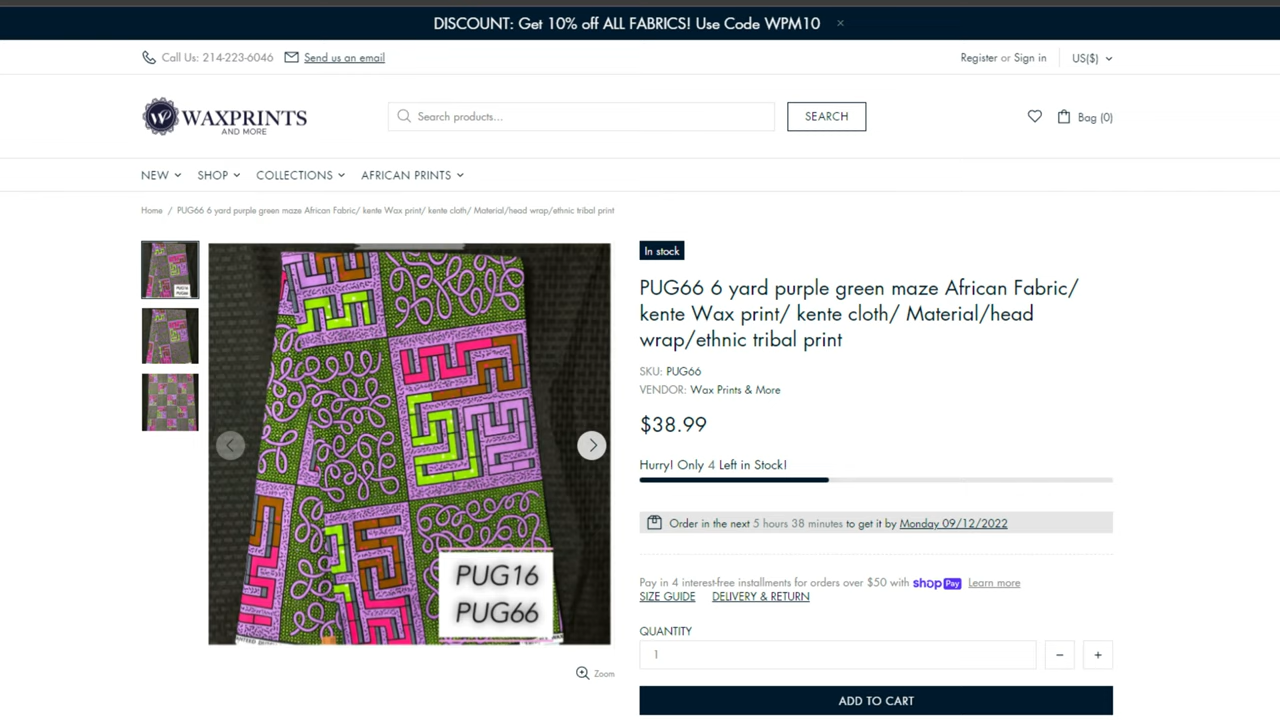 DISCOUNT: Get 10% off ALL FABRICS! Use Code WPM10 ×
Call Us: 214-223-6046 Send us an email
Register or Sign in US($)
WP WAXPRINTS
AND MORE
Search products...
SEARCH
Bag (0)
NEW SHOP COLLECTIONS AFRICAN PRINTS
Home / PUG66 6 yard purple green maze African Fabric/ kente Wax print/ kente cloth/ Material/head wrap/ethnic tribal print
In stock
PUG66 6 yard purple green maze African Fabric/
kente Wax print/ kente cloth/ Material/head
wrap/ethnic tribal print
SKU: PUG66
VENDOR: Wax Prints & More
$38.99
Hurry! Only 4 Left in Stock!
Order in the next 5 hours 38 minutes to get it by Monday 09/12/2022
PUG16
PUG66
Pay in 4 interest-free installments for orders over $50 with shop Pay Learn more
SIZE GUIDE DELIVERY & RETURN
QUANTITY
1 − +
Zoom
ADD TO CART